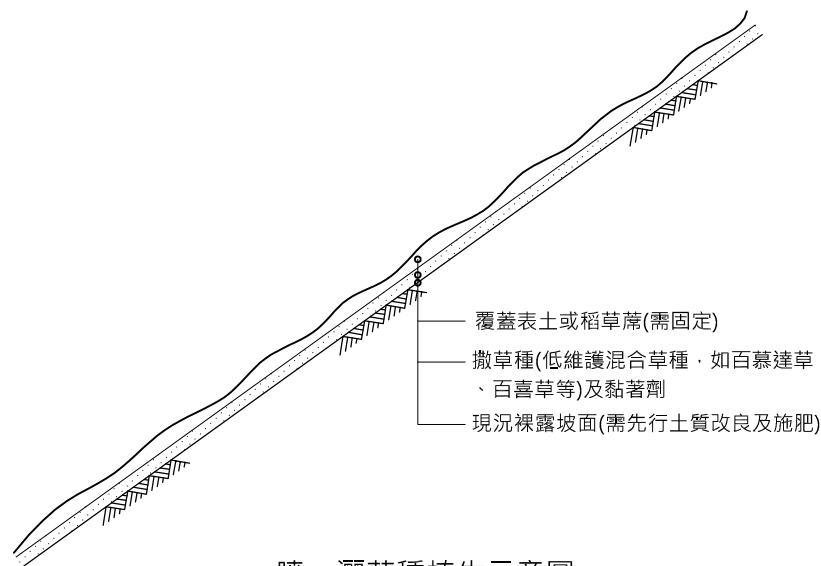 覆蓋表土或稻草蓆(需固定)
撒草種(低維護混合草種，如百慕達草
、百喜草等)及黏著劑
現況裸露坡面(需先行土質改良及施肥)